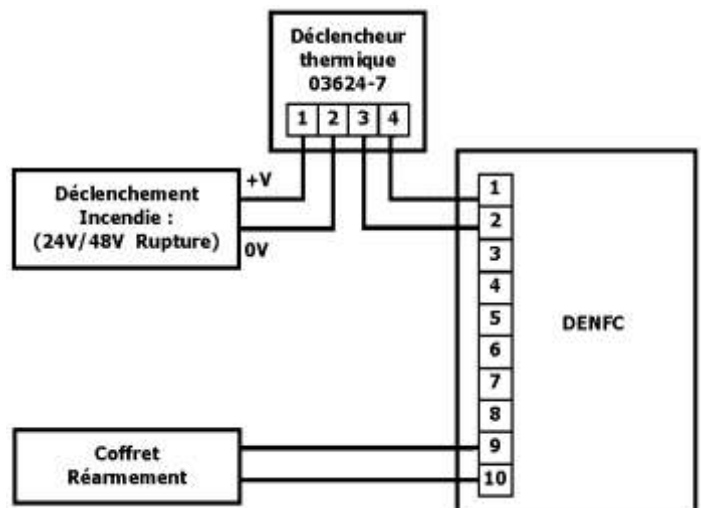 Déclencheur
thermique
03624-7
1 2 3 4
Déclenchement
Incendie :
(24V/48V Rupture)
+V
0V
1
2
3
4
5
6
7
8
9
10
DENFC
Coffret
Réarmement